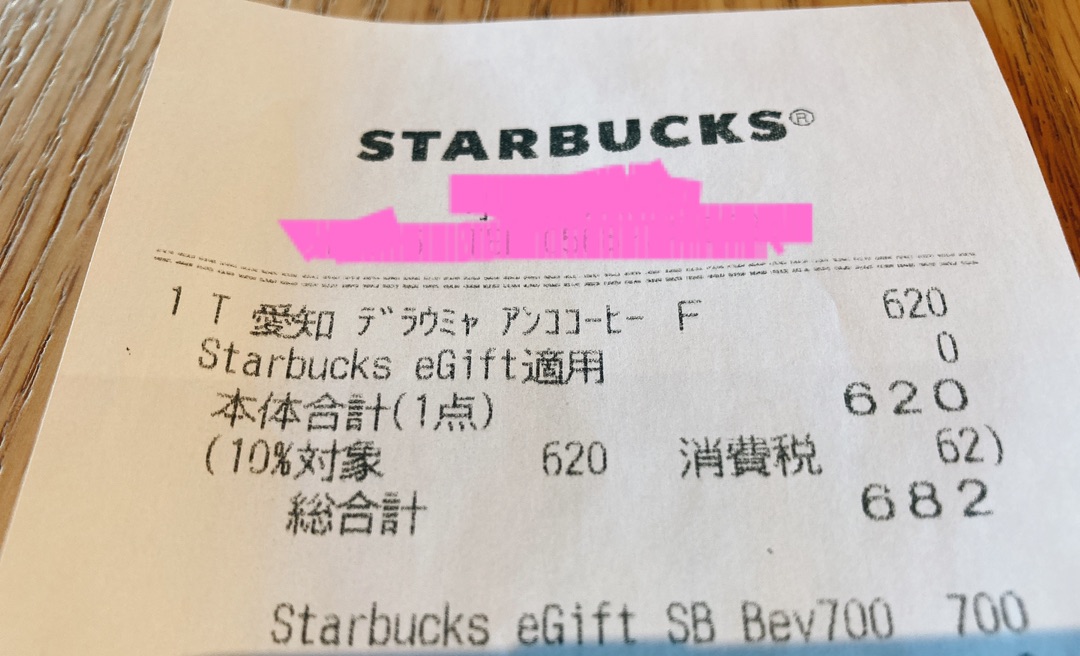 STARBUCKS®
1 T 愛知 ﾃﾞﾗｳﾐｬ ｱﾝｺｺｰﾋｰ F 620
Starbucks eGift適用 0
本体合計(1点) 620
(10%対象 620 消費税 62)
総合計 682
Starbucks eGift SB Bev700 700